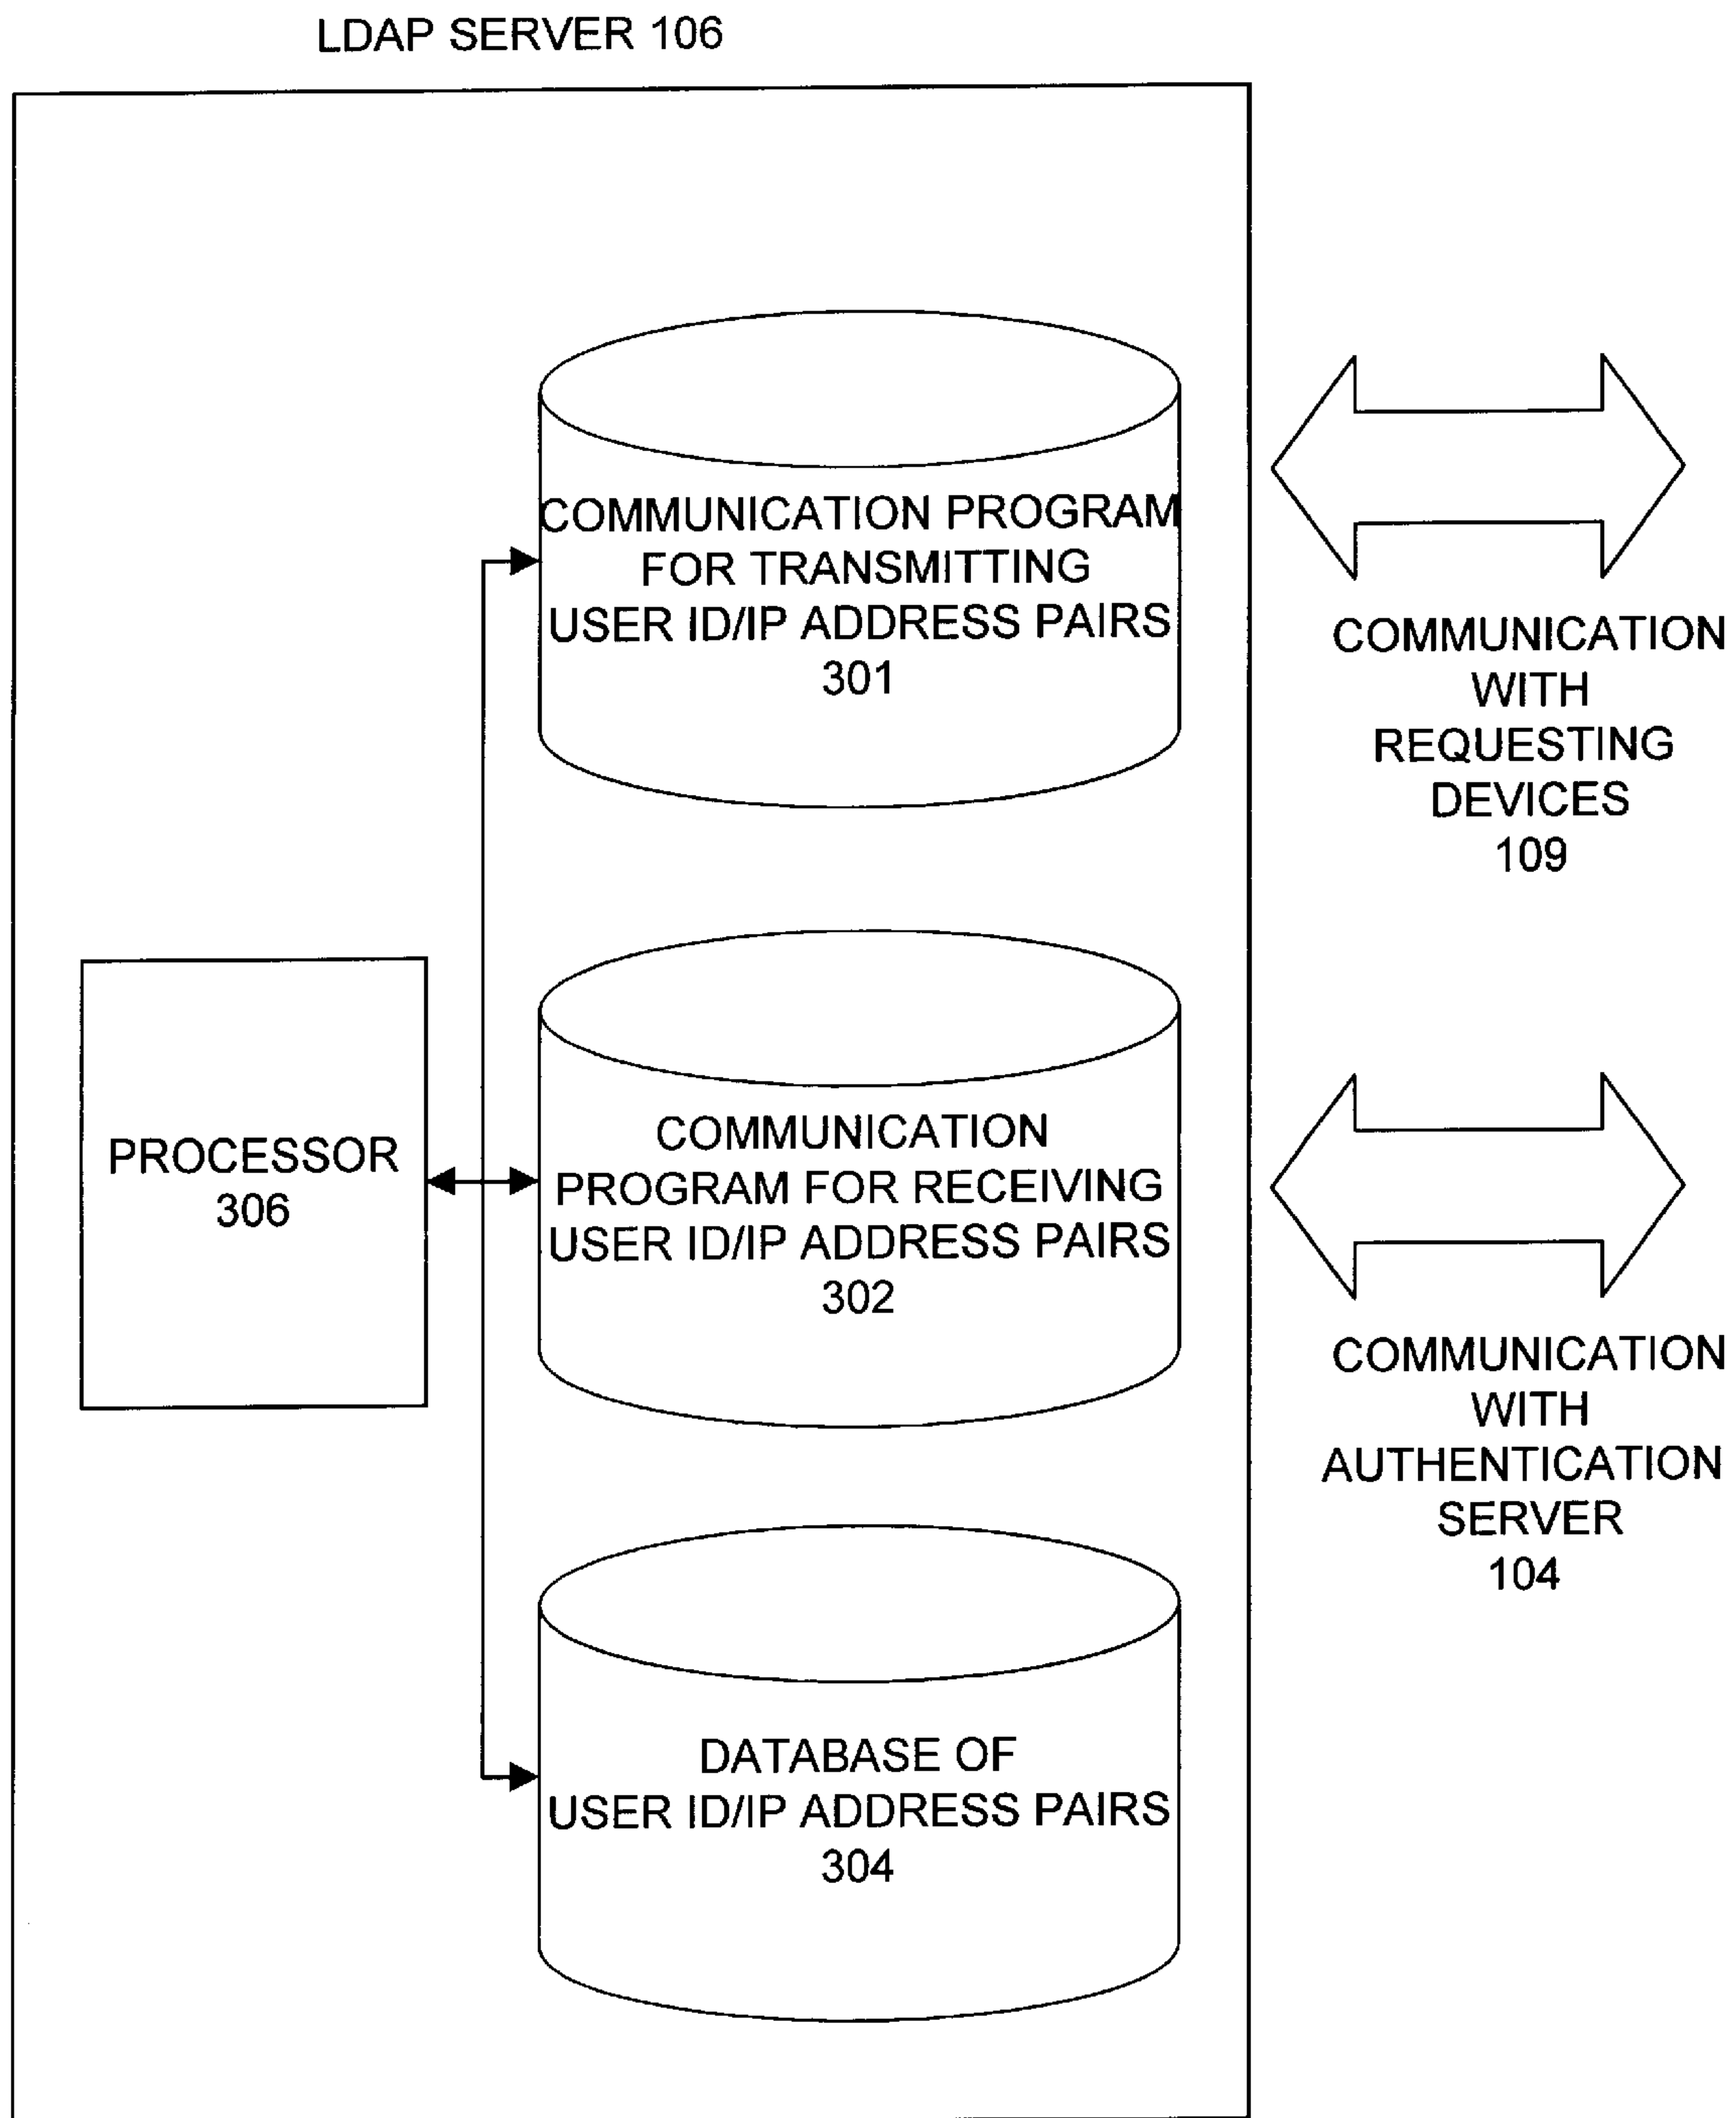 LDAP SERVER 106
COMMUNICATION PROGRAM
FOR TRANSMITTING
USER ID/IP ADDRESS PAIRS
301
COMMUNICATION
WITH
REQUESTING
DEVICES
109
PROCESSOR
306
COMMUNICATION
PROGRAM FOR RECEIVING
USER ID/IP ADDRESS PAIRS
302
COMMUNICATION
WITH
AUTHENTICATION
SERVER
104
DATABASE OF
USER ID/IP ADDRESS PAIRS
304